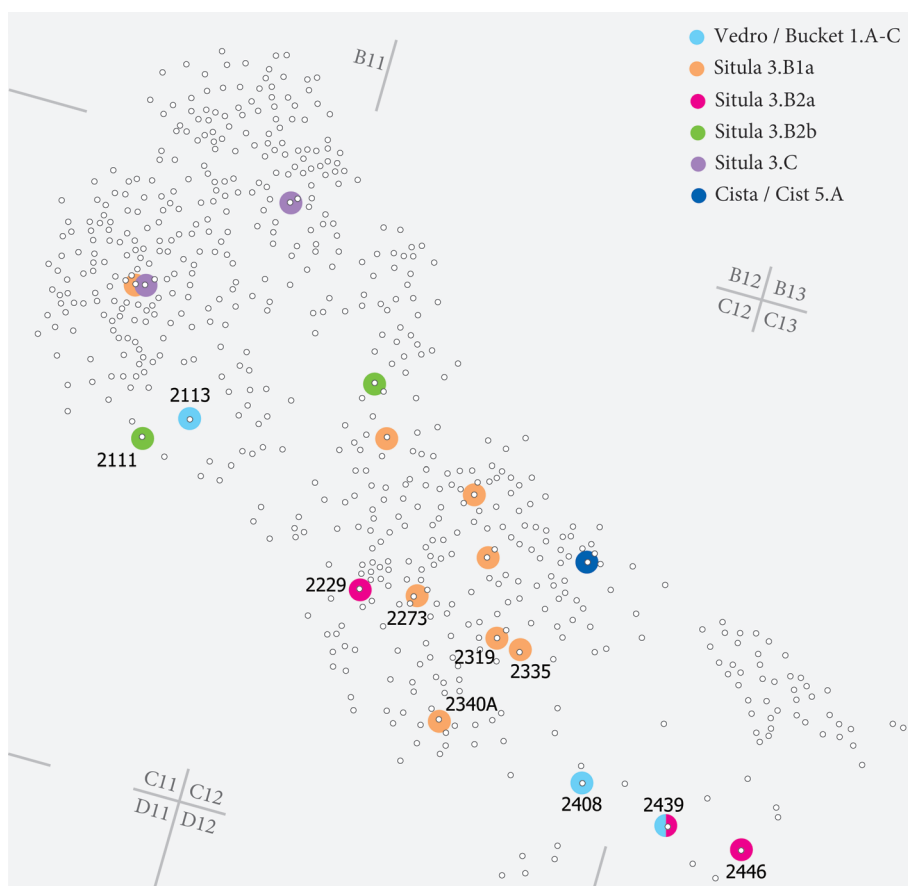 B11
Vedro / Bucket 1.A-C
Situla 3.B1a
Situla 3.B2a
Situla 3.B2b
Situla 3.C
Cista / Cist 5.A
B12 B13
C12 C13
2113
2111
2229
2273
2319
2335
2340A
C11 C12
D11 D12
2408
2439
2446